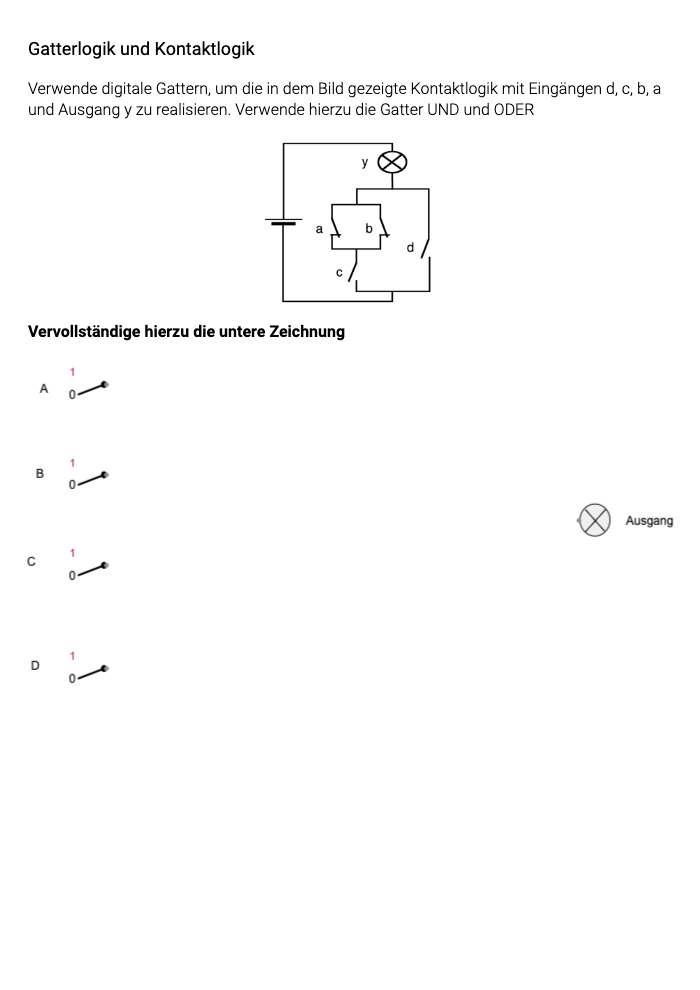 Gatterlogik und Kontaktlogik
Verwende digitale Gattern, um die in dem Bild gezeigte Kontaktlogik mit Eingängen d, c, b, a
und Ausgang y zu realisieren. Verwende hierzu die Gatter UND und ODER
y
a b
d
c
Vervollständige hierzu die untere Zeichnung
1
A 0
1
B 0
Ausgang
1
C 0
1
D 0